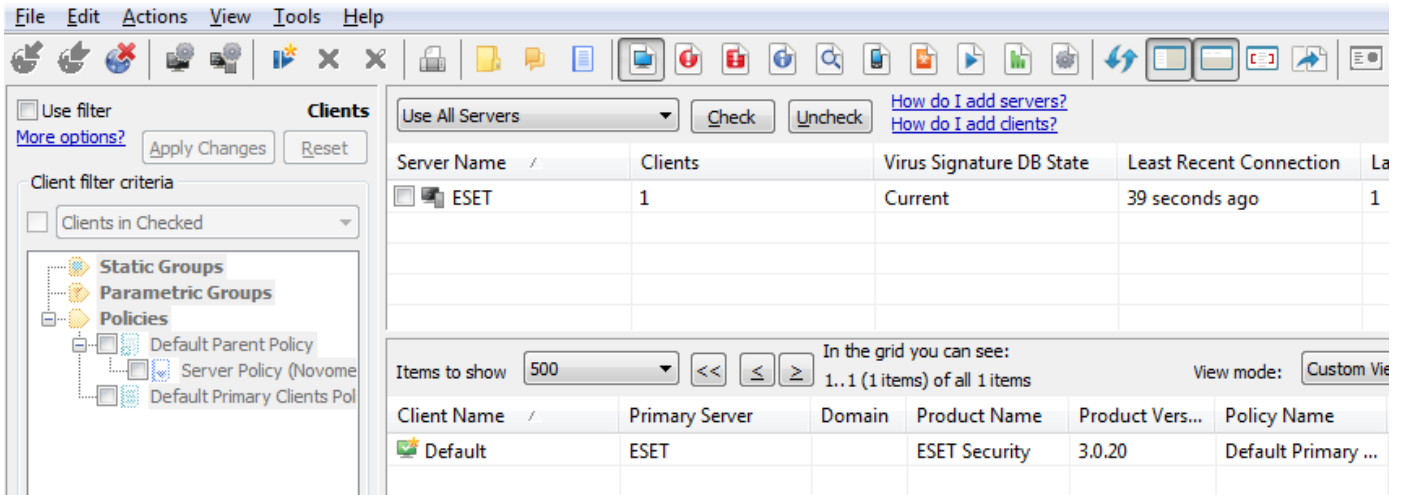 File Edit Actions View Tools Help
Use filter Clients
More options? Apply Changes Reset
Client filter criteria
Clients in Checked
Static Groups
Parametric Groups
Policies
Default Parent Policy
Server Policy (Novome
Default Primary Clients Pol
Use All Servers Check Uncheck
How do I add servers?
How do I add clients?
Server Name Clients Virus Signature DB State Least Recent Connection La
ESET 1 Current 39 seconds ago 1
Items to show 500 << < > In the grid you can see:
1..1 (1 items) of all 1 items View mode: Custom Vie
Client Name Primary Server Domain Product Name Product Vers... Policy Name
Default ESET ESET Security 3.0.20 Default Primary ...